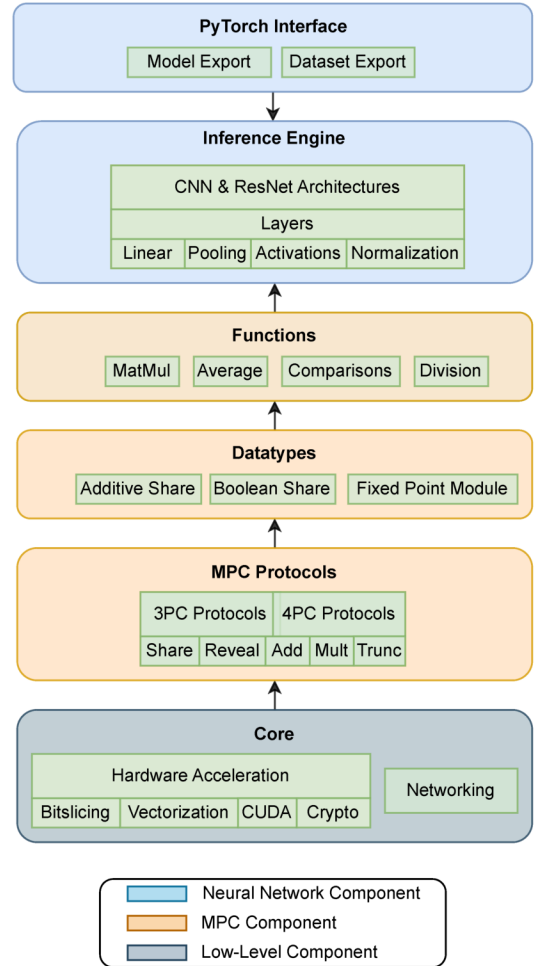 PyTorch Interface
Model Export Dataset Export
Inference Engine
CNN & ResNet Architectures
Layers
Linear Pooling Activations Normalization
Functions
MatMul Average Comparisons Division
Datatypes
Additive Share Boolean Share Fixed Point Module
MPC Protocols
3PC Protocols 4PC Protocols
Share Reveal Add Mult Trunc
Core
Hardware Acceleration
Networking
Bitslicing Vectorization CUDA Crypto
Neural Network Component
MPC Component
Low-Level Component